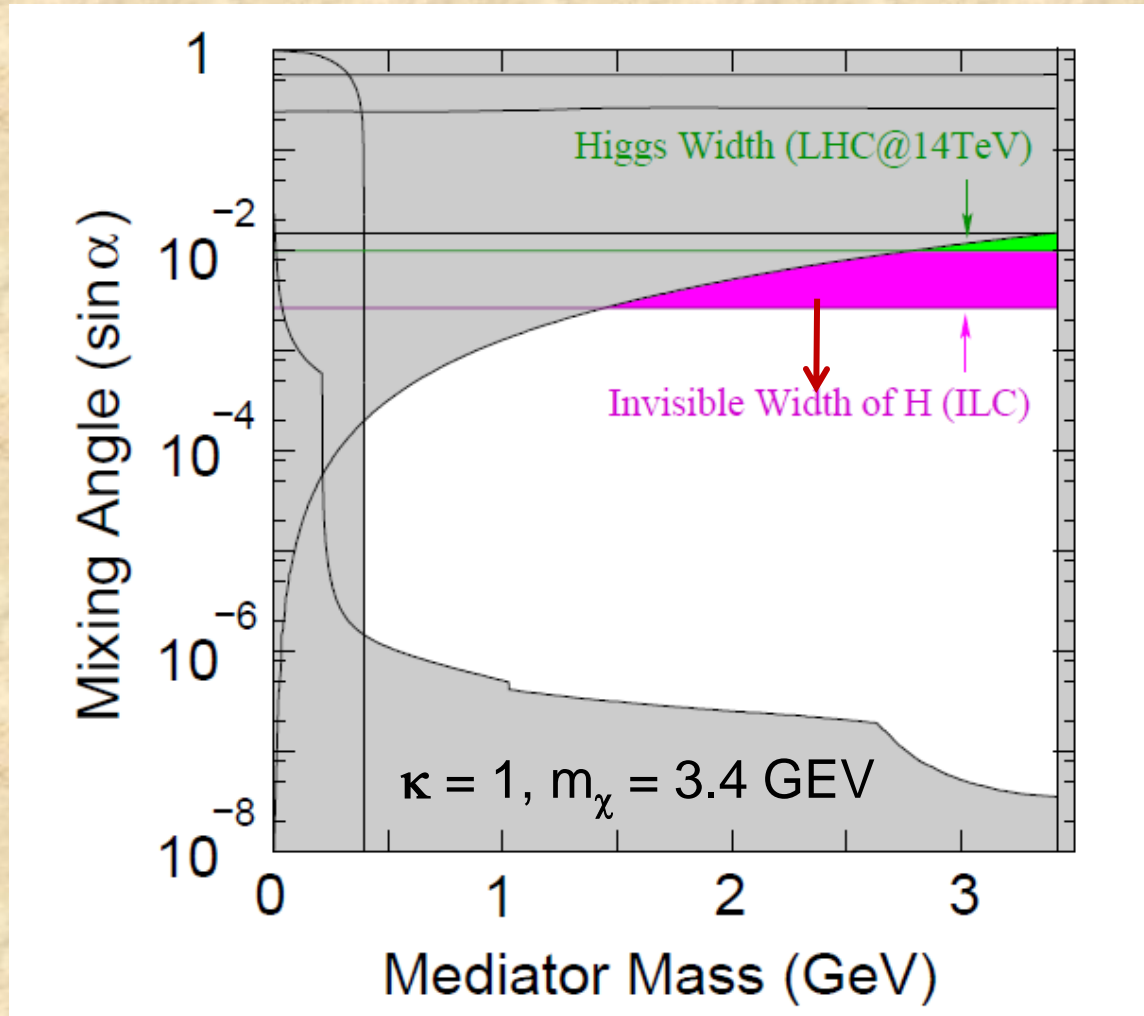 1
Higgs Width (LHC@14TeV)
10⁻²
Invisible Width of H (ILC)
10⁻⁴
10⁻⁶
κ = 1, mχ = 3.4 GEV
10⁻⁸
Mixing Angle (sin α)
0 1 2 3
Mediator Mass (GeV)